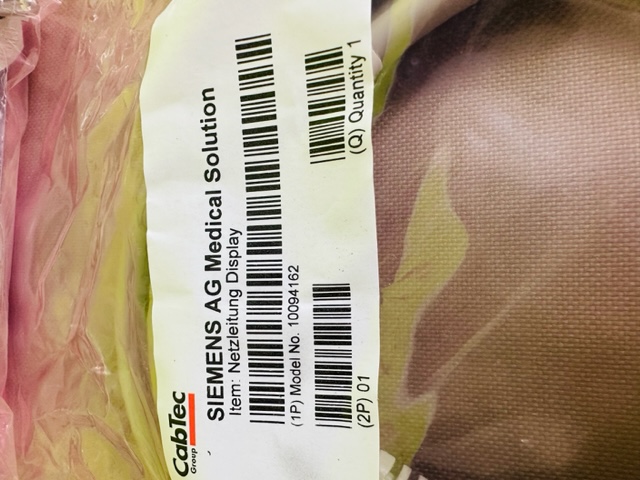 CabTec
Group
SIEMENS AG Medical Solution
Item: Netzleitung Display
(1P) Model No. 10094162
(2P) 01
(Q) Quantity 1